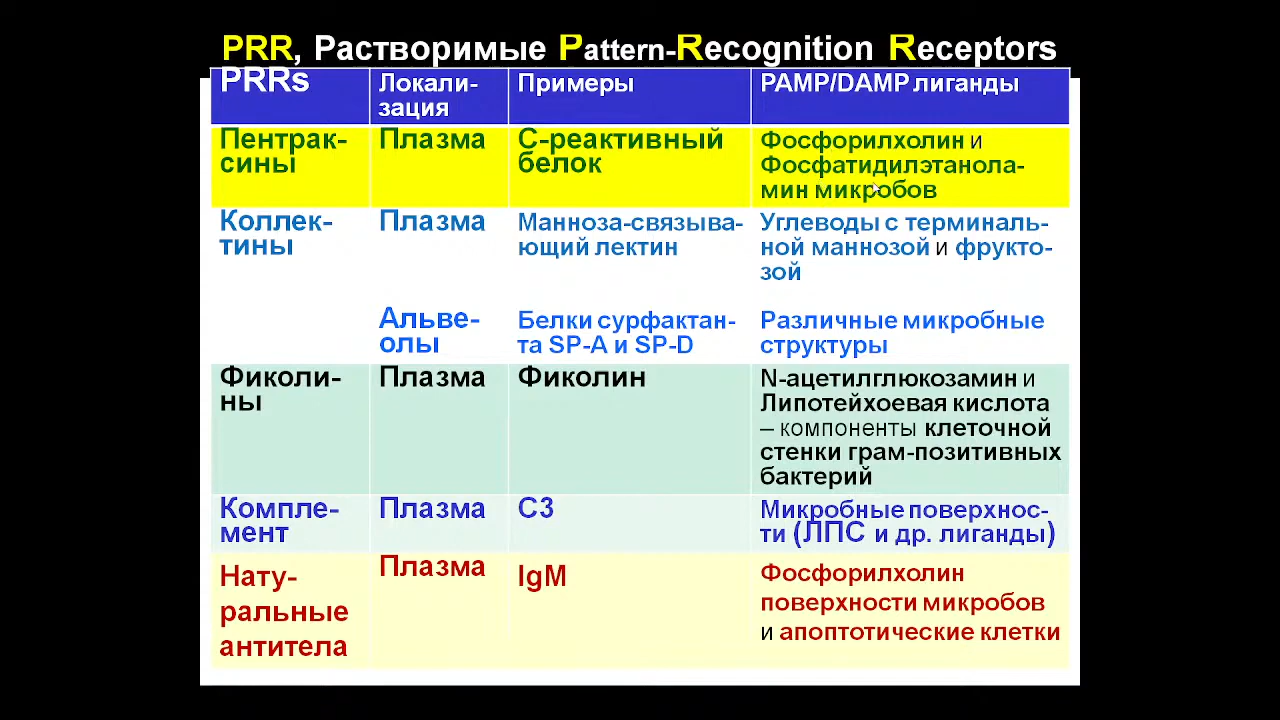 PRR, Растворимые Pattern-Recognition Receptors
PRRs
Локали-
зация
Примеры
PAMP/DAMP лиганды
Пентрак-
сины
Плазма
С-реактивный
белок
Фосфорилхолин и
Фосфатидилэтанола-
мин микробов
Коллек-
тины
Плазма
Манноза-связыва-
ющий лектин
Углеводы с терминаль-
ной маннозой и фрукто-
зой
Альве-
олы
Белки сурфактан-
та SP-A и SP-D
Различные микробные
структуры
Фиколи-
ны
Плазма
Фиколин
N-ацетилглюкозамин и
Липотейхоевая кислота
– компоненты клеточной
стенки грам-позитивных
бактерий
Компле-
мент
Плазма
С3
Микробные поверхнос-
ти (ЛПС и др. лиганды)
Нату-
ральные
антитела
Плазма
IgM
Фосфорилхолин
поверхности микробов
и апоптотические клетки